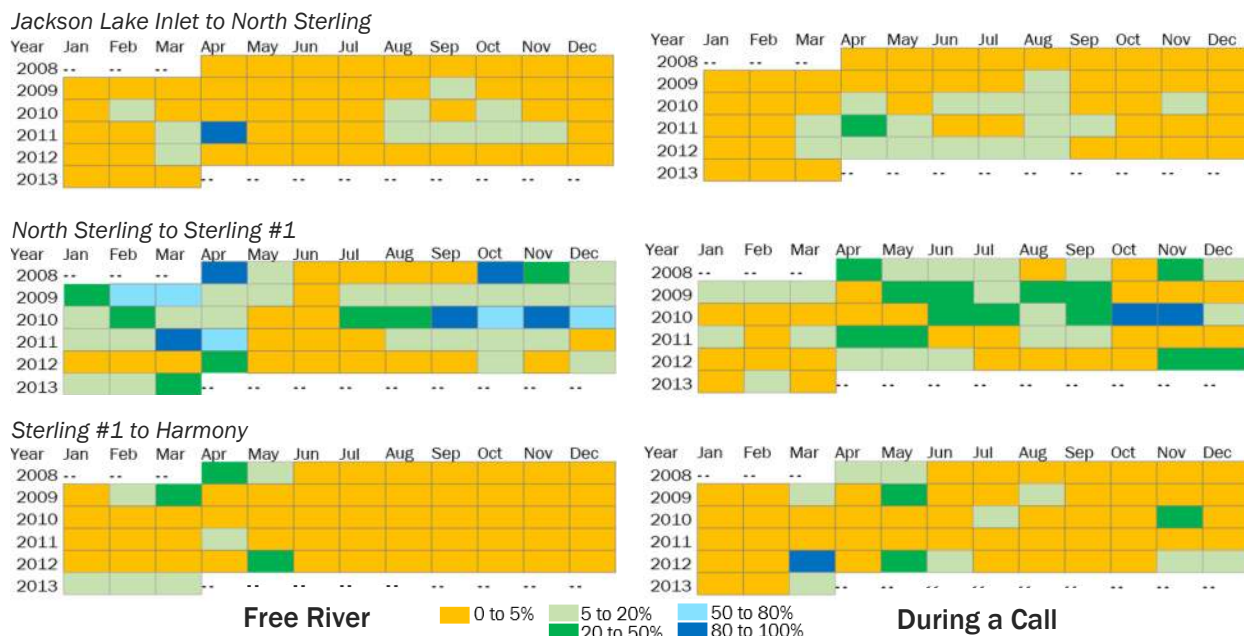 Jackson Lake Inlet to North Sterling
Year Jan Feb Mar Apr May Jun Jul Aug Sep Oct Nov Dec
2008 -- -- --
2009
2010
2011
2012
2013 -- -- -- -- -- -- -- -- --
Year Jan Feb Mar Apr May Jun Jul Aug Sep Oct Nov Dec
2008 -- -- --
2009
2010
2011
2012
2013 -- -- -- -- -- -- -- -- --
North Sterling to Sterling #1
Year Jan Feb Mar Apr May Jun Jul Aug Sep Oct Nov Dec
2008 -- -- --
2009
2010
2011
2012
2013 -- -- -- -- -- -- -- -- --
Year Jan Feb Mar Apr May Jun Jul Aug Sep Oct Nov Dec
2008 -- -- --
2009
2010
2011
2012
2013 -- -- -- -- -- -- -- -- --
Sterling #1 to Harmony
Year Jan Feb Mar Apr May Jun Jul Aug Sep Oct Nov Dec
2008 -- -- --
2009
2010
2011
2012
2013 -- -- -- -- -- -- -- -- --
Year Jan Feb Mar Apr May Jun Jul Aug Sep Oct Nov Dec
2008 -- -- --
2009
2010
2011
2012
2013 -- -- -- -- -- -- -- -- --
Free River
0 to 5% 5 to 20% 50 to 80%
20 to 50% 80 to 100%
During a Call